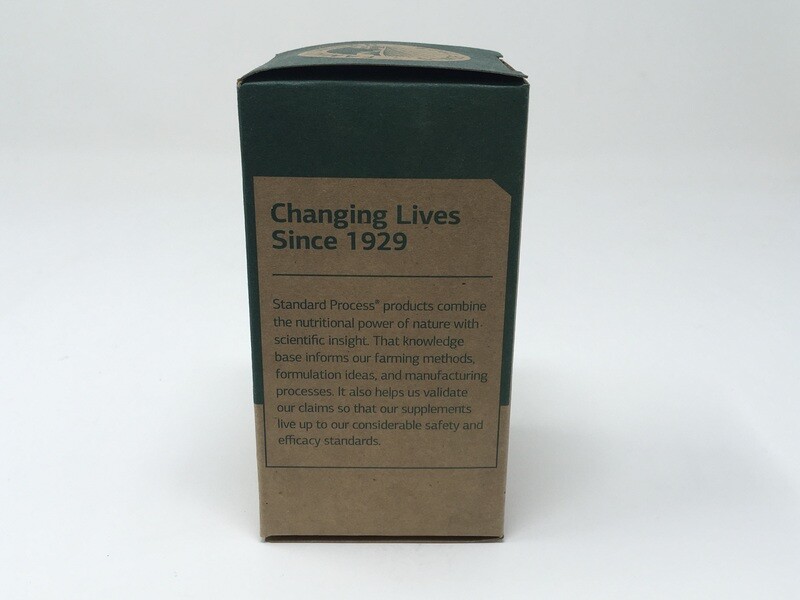 Changing Lives
Since 1929
Standard Process® products combine
the nutritional power of nature with
scientific insight. That knowledge
base informs our farming methods,
formulation ideas, and manufacturing
processes. It also helps us validate
our claims so that our supplements
live up to our considerable safety and
efficacy standards.